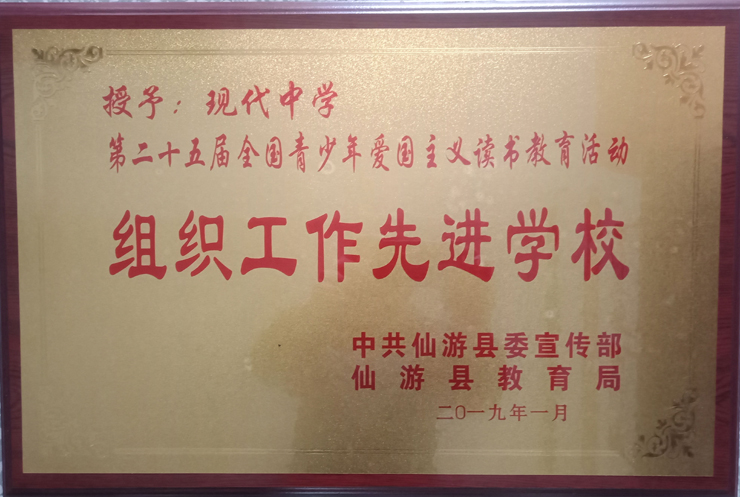 授予：现代中学
第二十五届全国青少年爱国主义读书教育活动
组织工作先进学校
中共仙游县委宣传部
仙游县教育局
二0一九年一月